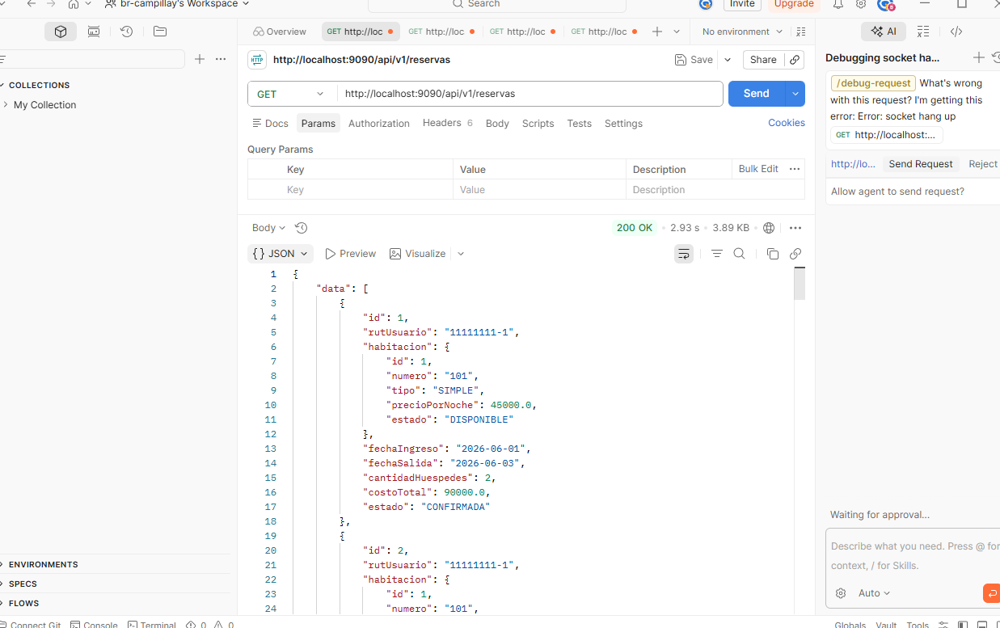 br-campillay's Workspace
Search
Invite
Upgrade
6
Overview
GET http://loc
GET http://loc
GET http://loc
GET http://loc
No environment
AI
HTTP
http://localhost:9090/api/v1/reservas
Save
Share
Debugging socket ha...
COLLECTIONS
My Collection
GET
http://localhost:9090/api/v1/reservas
Send
/debug-request What's wrong
with this request? I'm getting this
error: Error: socket hang up
GET http://localhost:...
Docs
Params
Authorization
Headers 6
Body
Scripts
Tests
Settings
Cookies
Query Params
http://lo...
Send Request
Reject
Key
Value
Description
Bulk Edit
Key
Value
Description
Allow agent to send request?
Body
200 OK
2.93 s
3.89 KB
{} JSON
Preview
Visualize
1 {
2 "data": [
3 {
4 "id": 1,
5 "rutUsuario": "11111111-1",
6 "habitacion": {
7 "id": 1,
8 "numero": "101",
9 "tipo": "SIMPLE",
10 "precioPorNoche": 45000.0,
11 "estado": "DISPONIBLE"
12 },
13 "fechaIngreso": "2026-06-01",
14 "fechaSalida": "2026-06-03",
15 "cantidadHuespedes": 2,
16 "costoTotal": 90000.0,
17 "estado": "CONFIRMADA"
18 },
19 {
20 "id": 2,
21 "rutUsuario": "11111111-1",
22 "habitacion": {
23 "id": 1,
24 "numero": "101",
Waiting for approval...
Describe what you need. Press @ for
context, / for Skills.
Auto
ENVIRONMENTS
SPECS
FLOWS
Connect Git
Console
Terminal
0
0
Globals
Vault
Tools